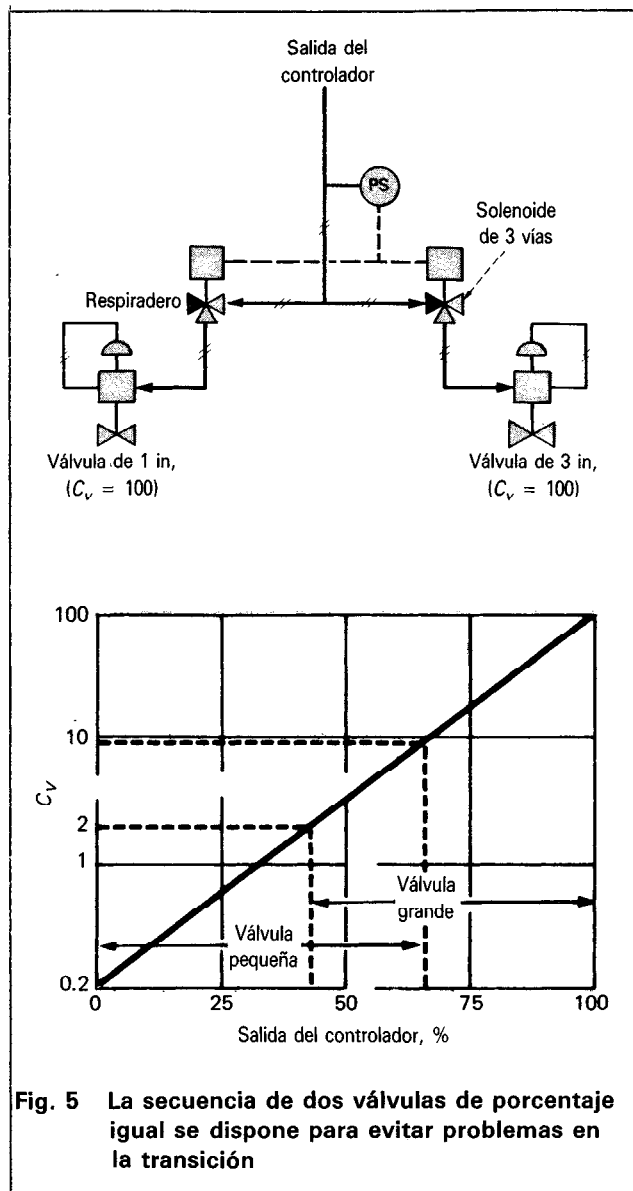 Salida del
controlador
PS
Solenoide
de 3 vías
Respiradero
Válvula de 1 in,
(Cv = 100)
Válvula de 3 in,
(Cv = 100)
100
10
2
1
0.2
Cv
Válvula
grande
Válvula
pequeña
0
25
50
75
100
Salida del controlador, %
Fig. 5 La secuencia de dos válvulas de porcentaje
igual se dispone para evitar problemas en
la transición